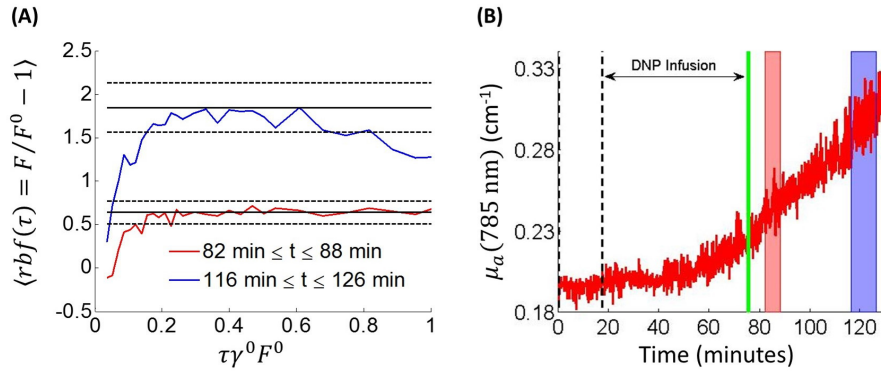 (A)
⟨rbf(τ) = F/F⁰ − 1⟩
2.5
2
1.5
1
0.5
0
-0.5
0
0.2
0.4
0.6
0.8
1
82 min ≤ t ≤ 88 min
116 min ≤ t ≤ 126 min
τγ⁰F⁰
(B)
μₐ(785 nm) (cm⁻¹)
0.33
0.28
0.23
0.18
DNP Infusion
0
20
40
60
80
100
120
Time (minutes)